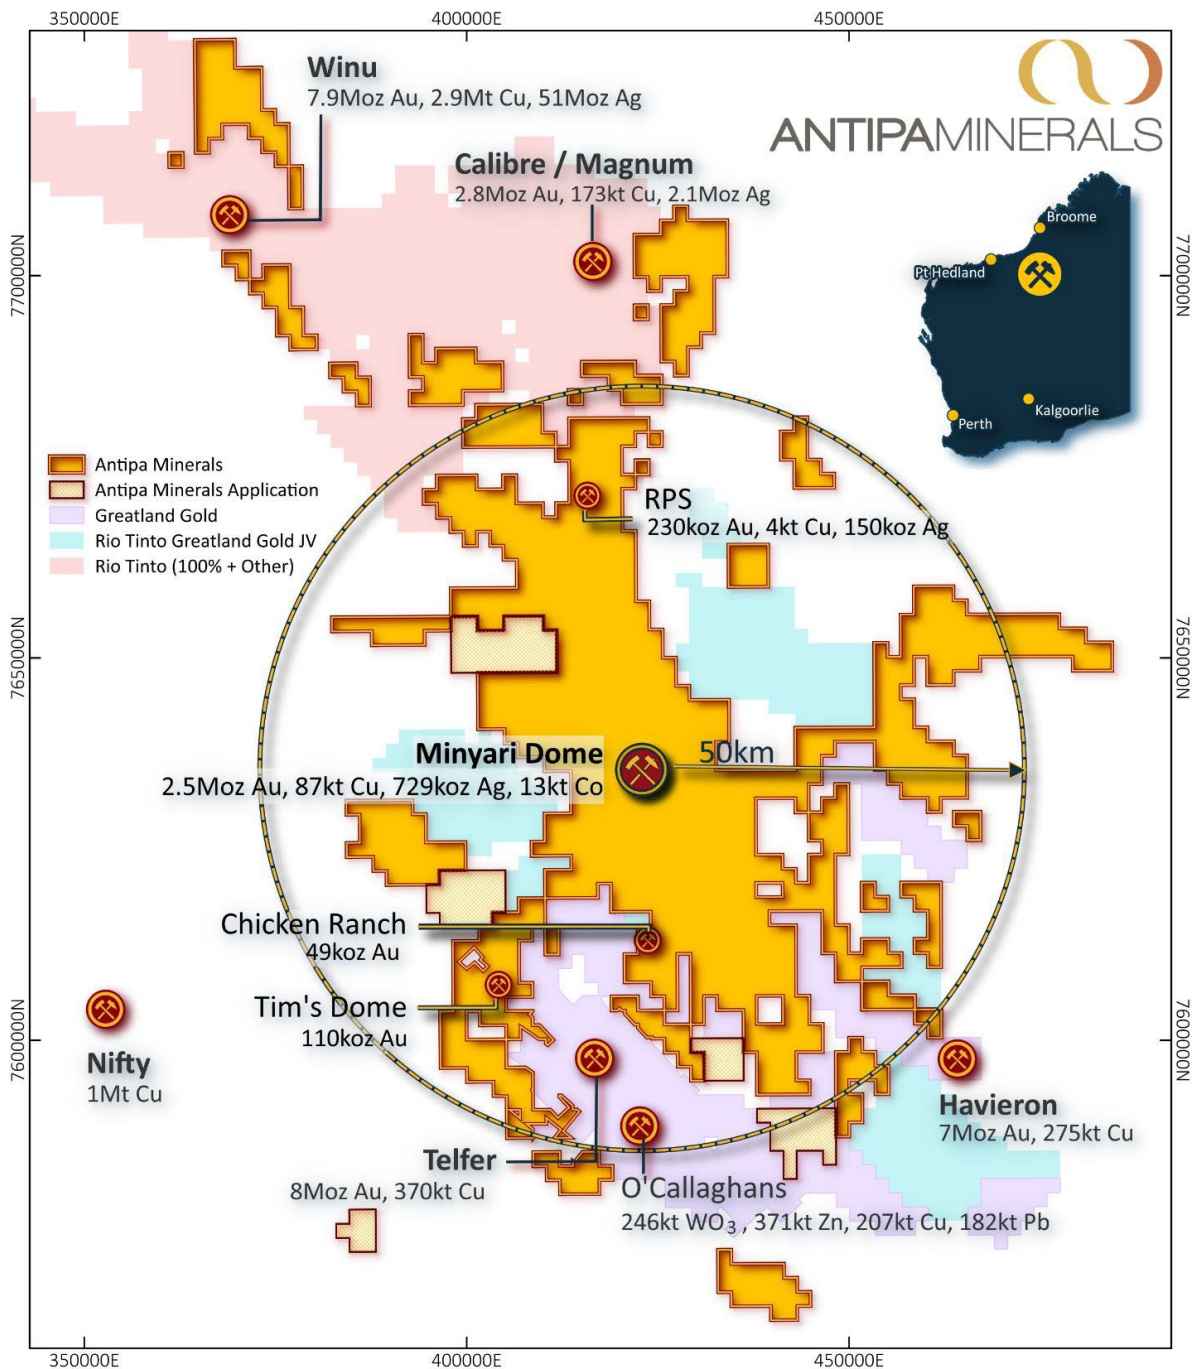 350000E
400000E
450000E
Winu
7.9Moz Au, 2.9Mt Cu, 51Moz Ag
ANTIPAMINERALS
Calibre / Magnum
2.8Moz Au, 173kt Cu, 2.1Moz Ag
Broome
Pt Hedland
Kalgoorlie
Perth
7700000N
7700000N
Antipa Minerals
Antipa Minerals Application
Greatland Gold
Rio Tinto Greatland Gold JV
Rio Tinto (100% + Other)
RPS
230koz Au, 4kt Cu, 150koz Ag
7650000N
7650000N
Minyari Dome
2.5Moz Au, 87kt Cu, 729koz Ag, 13kt Co
50km
Chicken Ranch
49koz Au
Tim's Dome
110koz Au
7600000N
7600000N
Nifty
1Mt Cu
Havieron
7Moz Au, 275kt Cu
Telfer
8Moz Au, 370kt Cu
O'Callaghans
246kt WO₃ , 371kt Zn, 207kt Cu, 182kt Pb
350000E
400000E
450000E